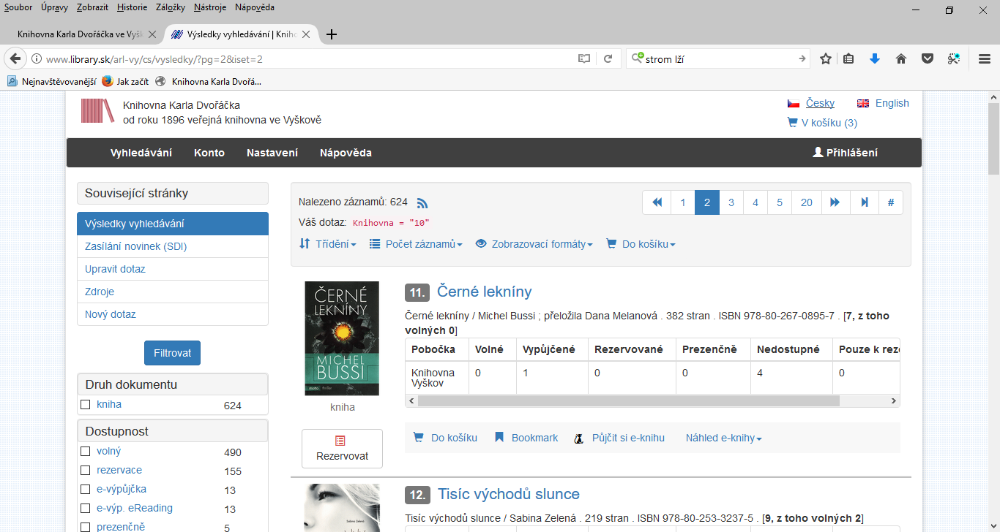 Soubor Úpravy Zobrazit Historie Záložky Nástroje Nápověda
Knihovna Karla Dvořáčka ve Vyšk
Výsledky vyhledávání | Kniho
www.library.sk/arl-vy/cs/vysledky/?pg=2&iset=2
strom lží
Nejnavštěvovanější Jak začít Knihovna Karla Dvořá...
Knihovna Karla Dvořáčka
od roku 1896 veřejná knihovna ve Vyškově
Česky English
V košíku (3)
Vyhledávání Konto Nastavení Nápověda Přihlášení
Související stránky
Výsledky vyhledávání
Zasílání novinek (SDI)
Upravit dotaz
Zdroje
Nový dotaz
Filtrovat
Druh dokumentu
kniha 624
Dostupnost
volný 490
rezervace 155
e-výpůjčka 13
e-výp. eReading 13
prezenčně 5
Nalezeno záznamů: 624
1 2 3 4 5 20 #
Váš dotaz: Knihovna = "10"
Třídění Počet záznamů Zobrazovací formáty Do košíku
ČERNÉ
LEKNÍNY
MICHEL
BUSSI
kniha
Rezervovat
11. Černé lekníny
Černé lekníny / Michel Bussi ; přeložila Dana Melanová . 382 stran . ISBN 978-80-267-0895-7 . [7, z toho
volných 0]
Pobočka Volné Vypůjčené Rezervované Prezenčně Nedostupné Pouze k reze
Knihovna
Vyškov 0 1 0 0 4 0
Do košíku Bookmark Půjčit si e-knihu Náhled e-knihy
Sabina Zelená
12. Tisíc východů slunce
Tisíc východů slunce / Sabina Zelená . 219 stran . ISBN 978-80-253-3237-5 . [9, z toho volných 2]